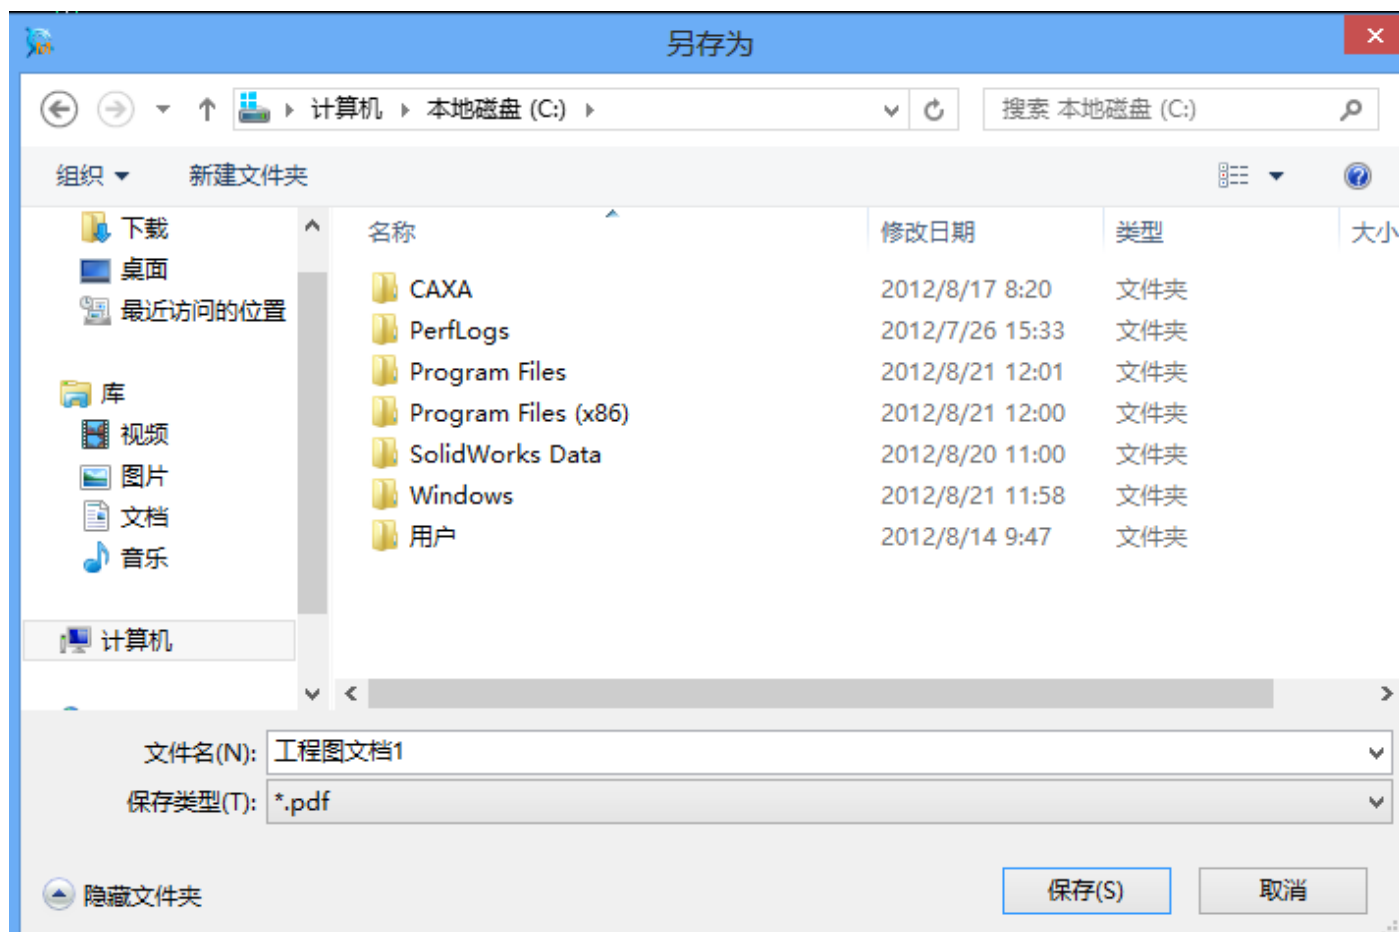 另存为
计算机 本地磁盘 (C:)
搜索 本地磁盘 (C:)
组织 新建文件夹
下载
桌面
最近访问的位置
库
视频
图片
文档
音乐
计算机
名称 修改日期 类型 大小
CAXA 2012/8/17 8:20 文件夹
PerfLogs 2012/7/26 15:33 文件夹
Program Files 2012/8/21 12:01 文件夹
Program Files (x86) 2012/8/21 12:00 文件夹
SolidWorks Data 2012/8/20 11:00 文件夹
Windows 2012/8/21 11:58 文件夹
用户 2012/8/14 9:47 文件夹
文件名(N): 工程图文档1
保存类型(T): *.pdf
隐藏文件夹 保存(S) 取消